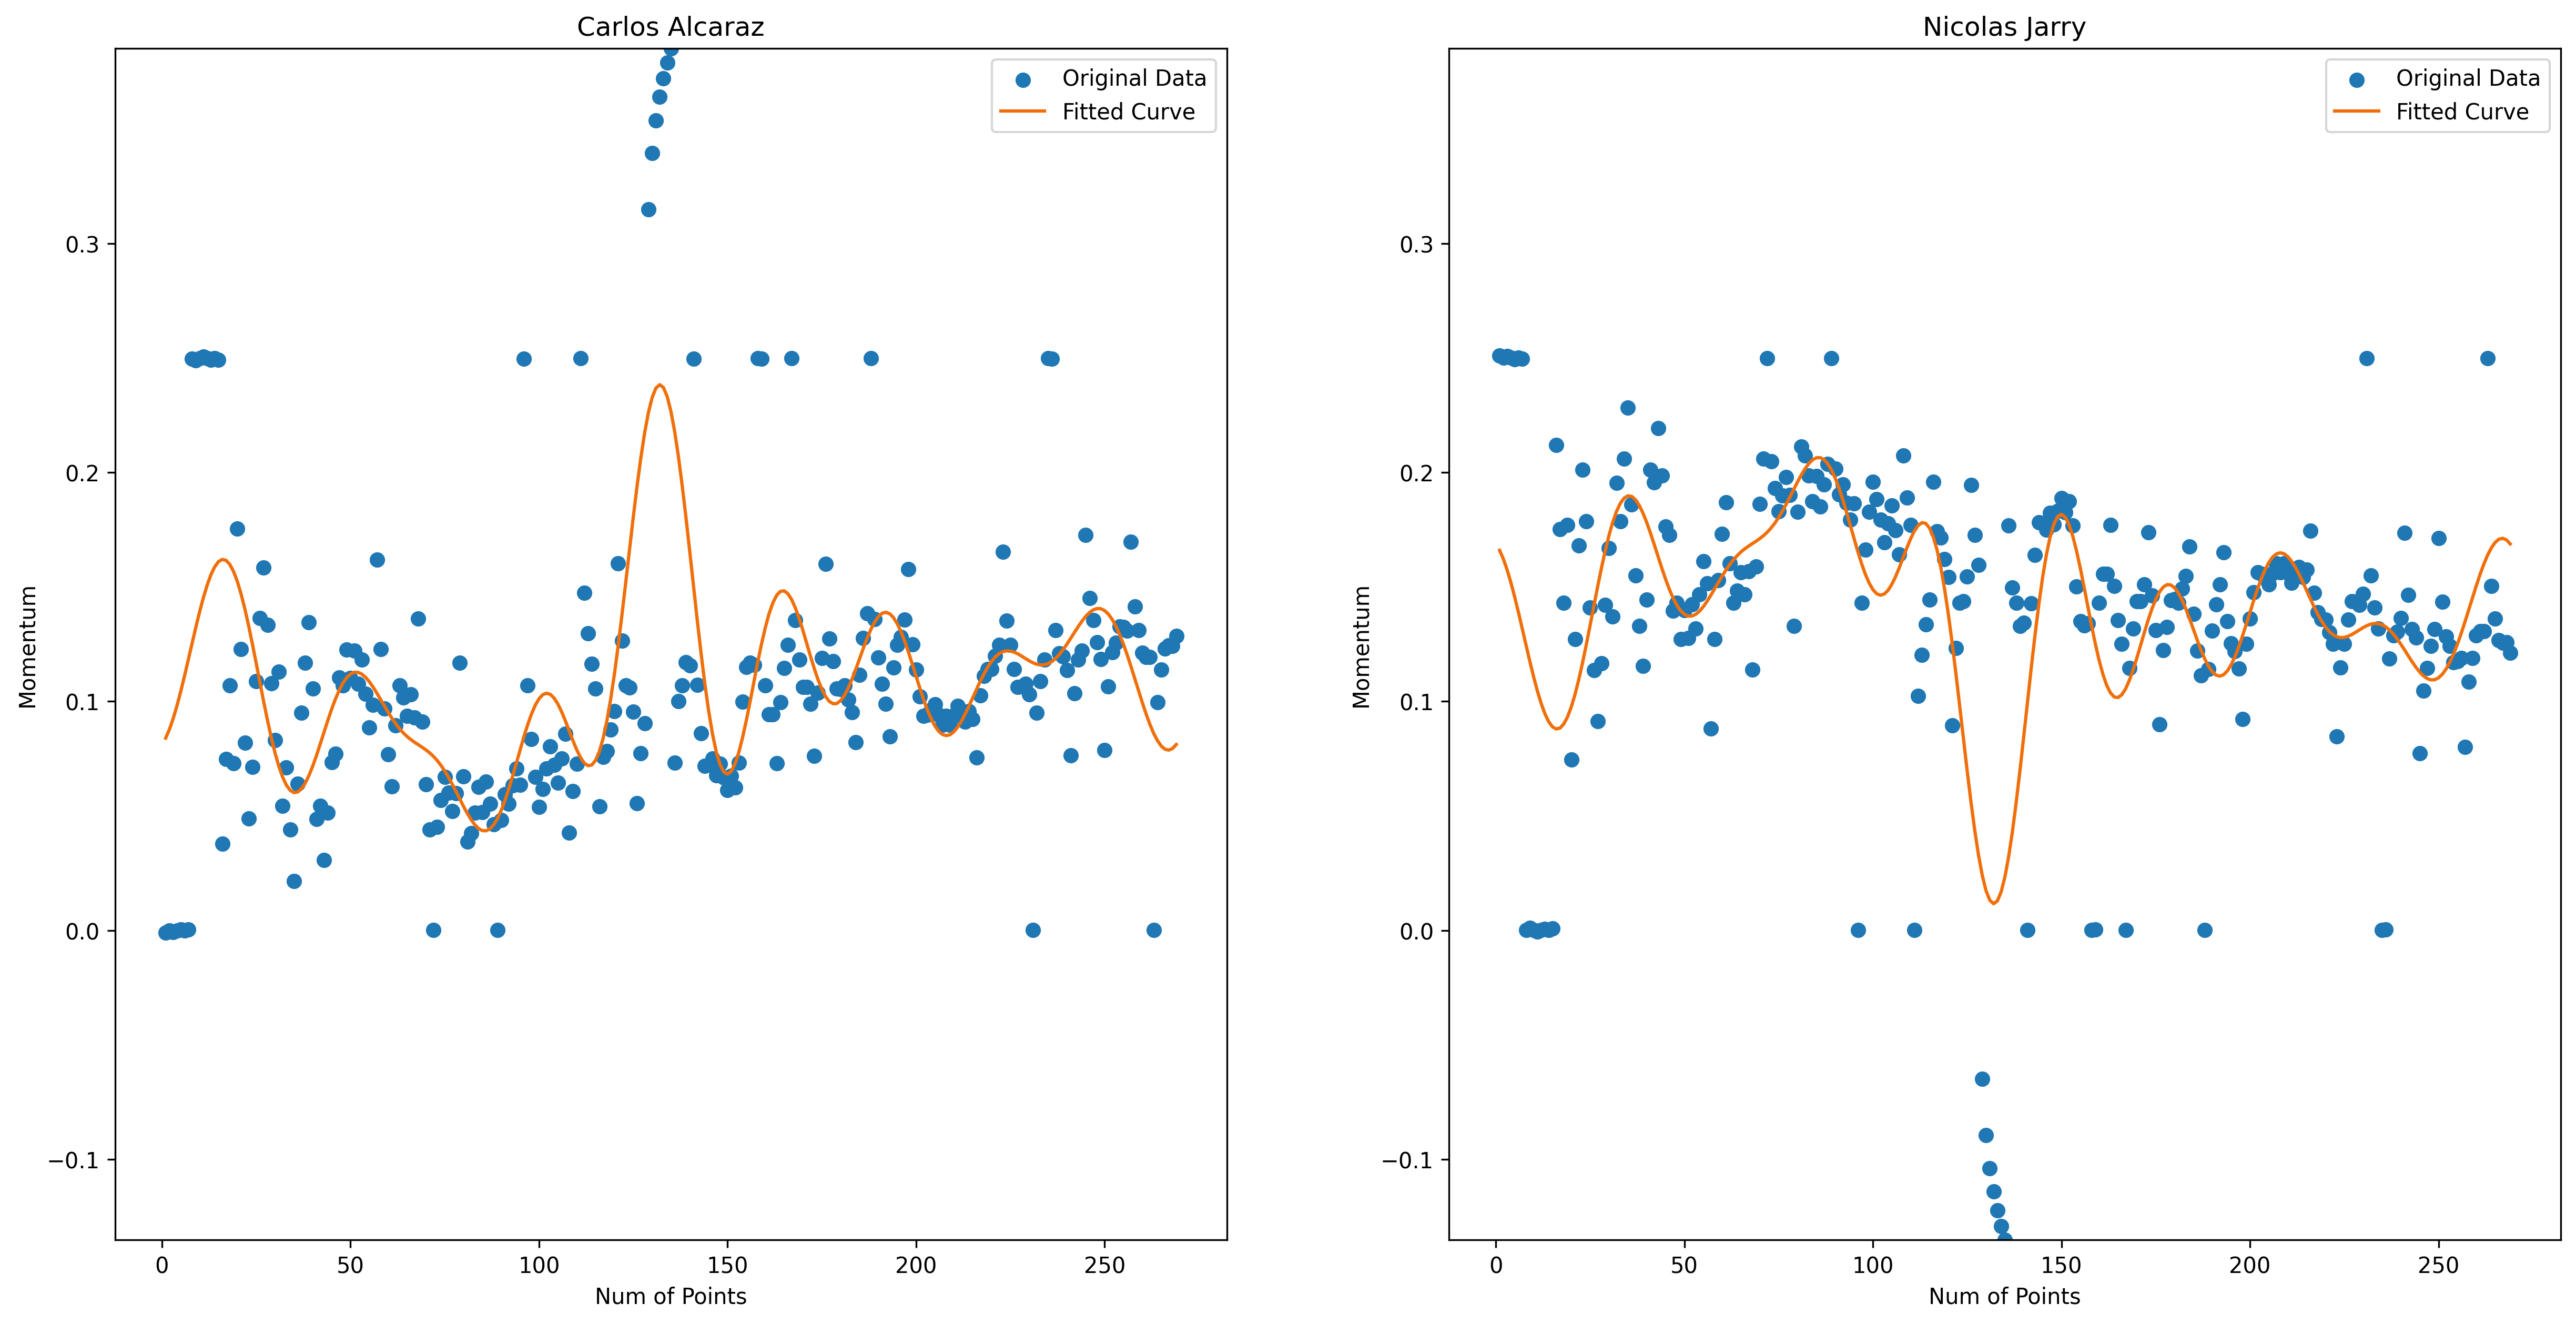 Carlos Alcaraz
Original Data
Fitted Curve
0.3
0.2
0.1
0.0
−0.1
Momentum
0 50 100 150 200 250
Num of Points
Nicolas Jarry
Original Data
Fitted Curve
0.3
0.2
0.1
0.0
−0.1
Momentum
0 50 100 150 200 250
Num of Points